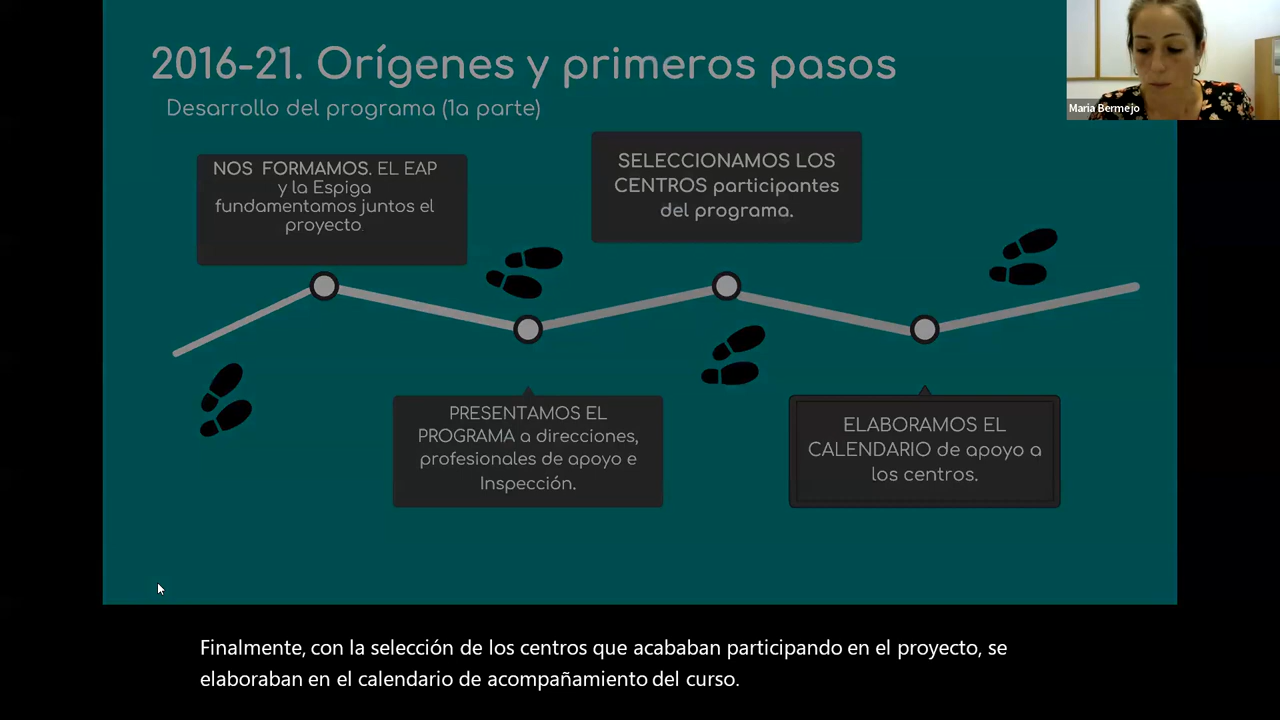 2016-21. Orígenes y primeros pasos
Desarrollo del programa (1a parte)
NOS FORMAMOS. EL EAP
y la Espiga
fundamentamos juntos el
proyecto
SELECCIONAMOS LOS
CENTROS participantes
del programa.
PRESENTAMOS EL
PROGRAMA a direcciones,
profesionales de apoyo e
Inspección.
ELABORAMOS EL
CALENDARIO de apoyo a
los centros.
Maria Bermejo
Finalmente, con la selección de los centros que acababan participando en el proyecto, se
elaboraban en el calendario de acompañamiento del curso.